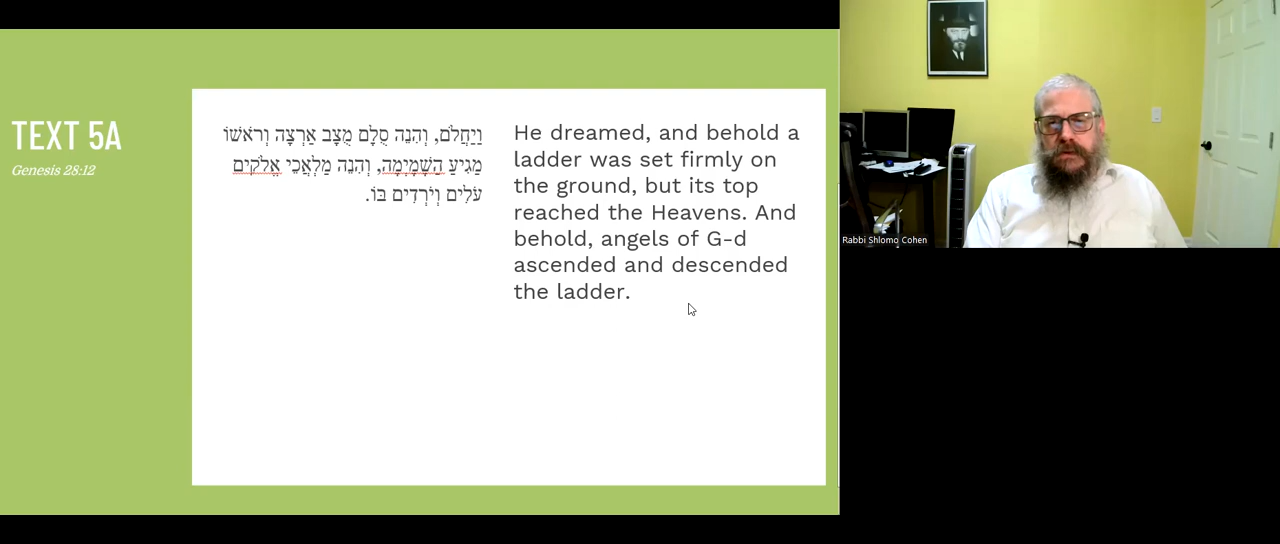 TEXT 5A
Genesis 28:12
וַיַּחֲלֹם, וְהִנֵּה סֻלָּם מֻצָּב אַרְצָה וְרֹאשׁוֹ
מַגִּיעַ הַשָּׁמָיְמָה, וְהִנֵּה מַלְאֲכֵי אֱלֹקִים
עֹלִים וְיֹרְדִים בּוֹ.
He dreamed, and behold a
ladder was set firmly on
the ground, but its top
reached the Heavens. And
behold, angels of G-d
ascended and descended
the ladder.
Rabbi Shlomo Cohen